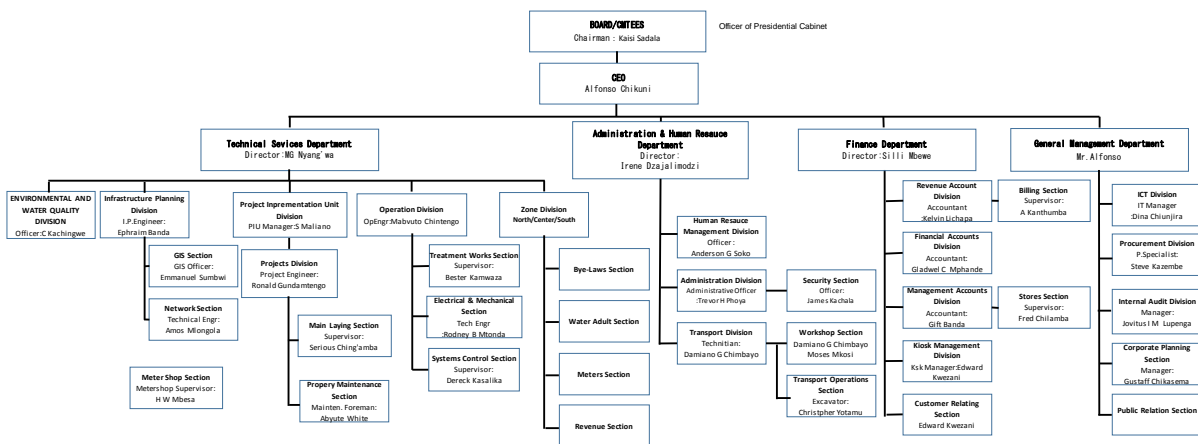 BOARD/CMTEES
Chairman : Kaisi Sadala
Officer of Presidential Cabinet
CEO
Alfonso Chikuni
Technical Sevices Department
Director:MG Nyang'wa
Administration & Human Resauce
Department
Director:
Irene Dzajalimodzi
Finance Department
Director:Silli Mbewe
General Management Department
Mr.Alfonso
ENVIRONMENTAL AND
WATER QUALITY
DIVISION
Officer:C Kachingwe
Infrastructure Planning
Division
I.P.Engineer:
Ephraim Banda
GIS Section
GIS Officer:
Emmanuel Sumbwi
Network Section
Technical Engr:
Amos Mlongola
Meter Shop Section
Metershop Supervisor:
H W Mbesa
Project Inprementation Unit
Division
PIU Manager:S Maliano
Projects Division
Project Engineer:
Ronald Gundamtengo
Main Laying Section
Supervisor:
Serious Ching'amba
Propery Maintenance
Section
Mainten. Foreman:
Abyute White
Operation Division
OpEngr:Mabvuto Chintengo
Treatment Works Section
Supervisor:
Bester Kamwaza
Electrical & Mechanical
Section
Tech Engr
:Rodney B Mtonda
Systems Control Section
Supervisor:
Dereck Kasalika
Zone Division
North/Center/South
Bye-Laws Section
Water Adult Section
Meters Section
Revenue Section
Human Resauce
Management Division
Officer :
Anderson G Soko
Administration Division
Administrative Officer
:Trevor H Phoya
Security Section
Officer:
James Kachala
Transport Division
Technitian:
Damiano G Chimbayo
Workshop Section
Damiano G Chimbayo
Moses Mkosi
Transport Operations
Section
Excavator:
Christpher Yotamu
Revenue Account
Division
Accountant
:Kelvin Lichapa
Billing Section
Supervisor:
A Kanthumba
Financial Accounts
Division
Accountant:
Gladwel C Mphande
Management Accounts
Division
Accountant:
Gift Banda
Stores Section
Supervisor:
Fred Chilamba
Kiosk Management
Division
Ksk Manager:Edward
Kwezani
Customer Relating
Section
Edward Kwezani
ICT Division
IT Manager
:Dina Chiunjira
Procurement Division
P.Specialist:
Steve Kazembe
Internal Audit Division
Manager:
Jovitus I M Lupenga
Corporate Planning
Section
Manager:
Gustaff Chikasema
Public Relation Section